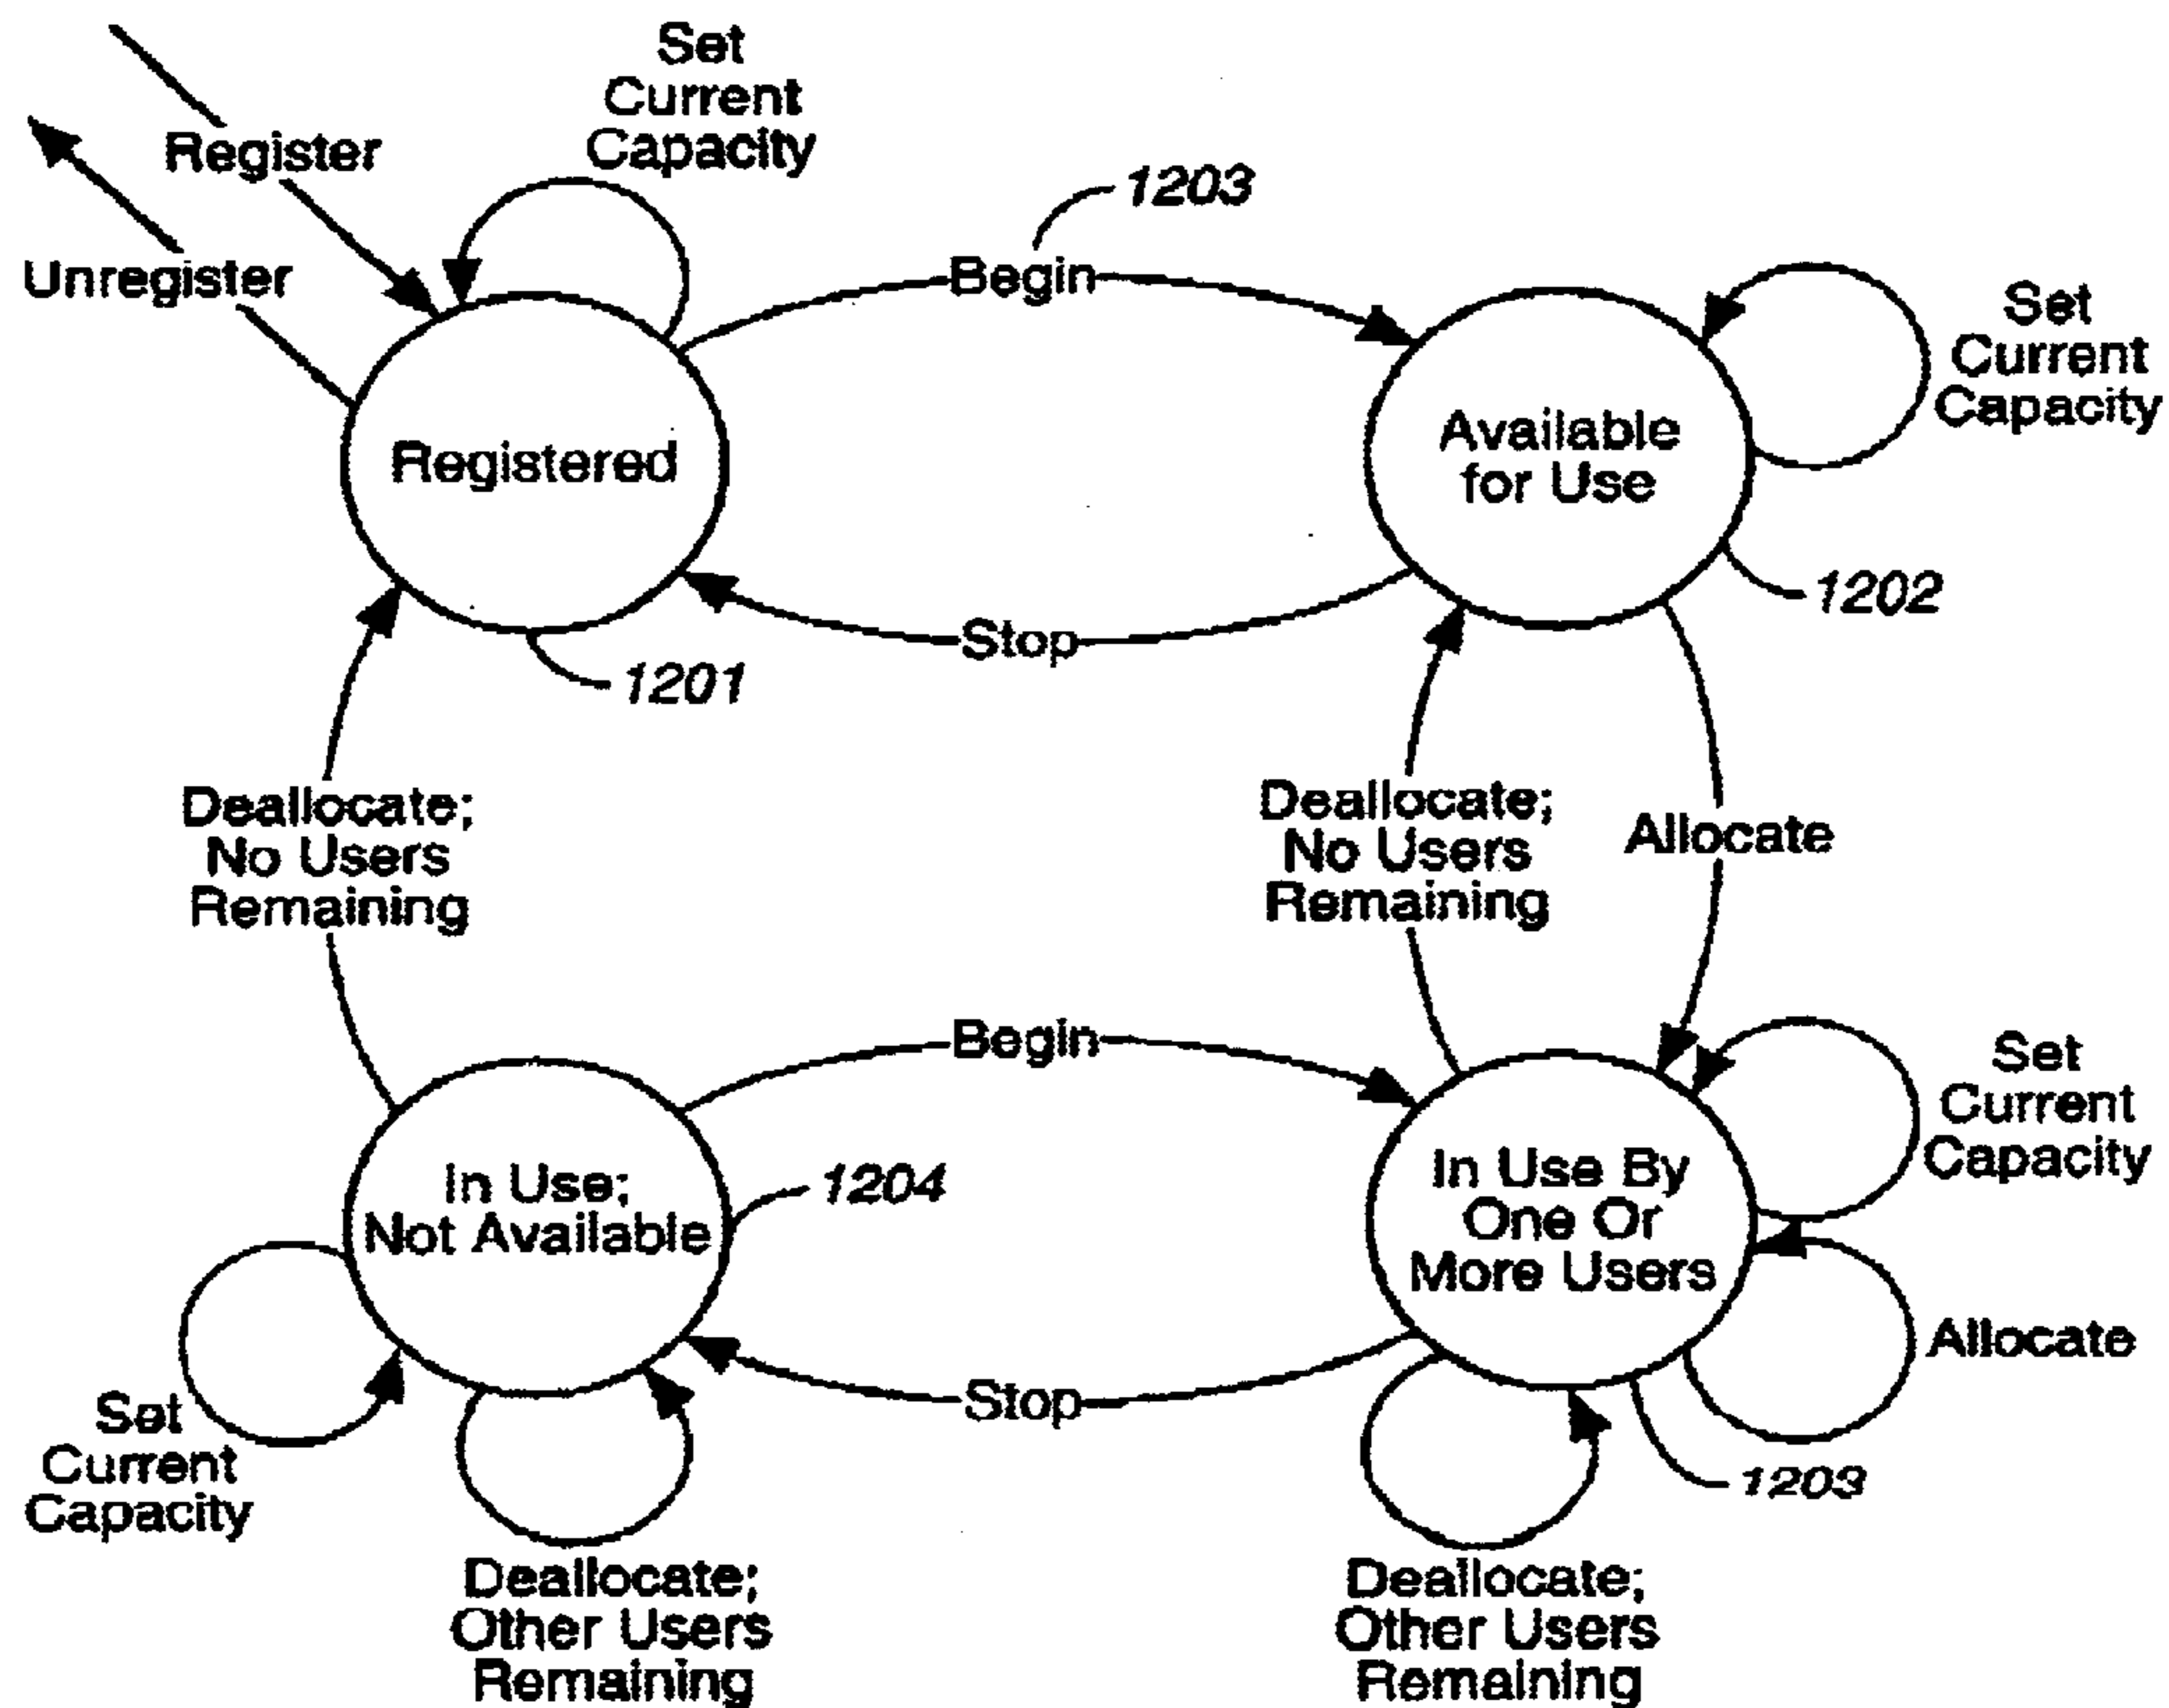 Set
Current
Capacity
Register
1203
Unregister
Begin
Set
Current
Capacity
Registered
Available
for Use
1202
Stop
1201
Deallocate;
No Users
Remaining
Deallocate;
No Users
Remaining
Allocate
Begin
Set
Current
Capacity
In Use;
Not Available
1204
In Use By
One Or
More Users
Allocate
Stop
Set
Current
Capacity
1203
Deallocate;
Other Users
Remaining
Deallocate;
Other Users
Remaining